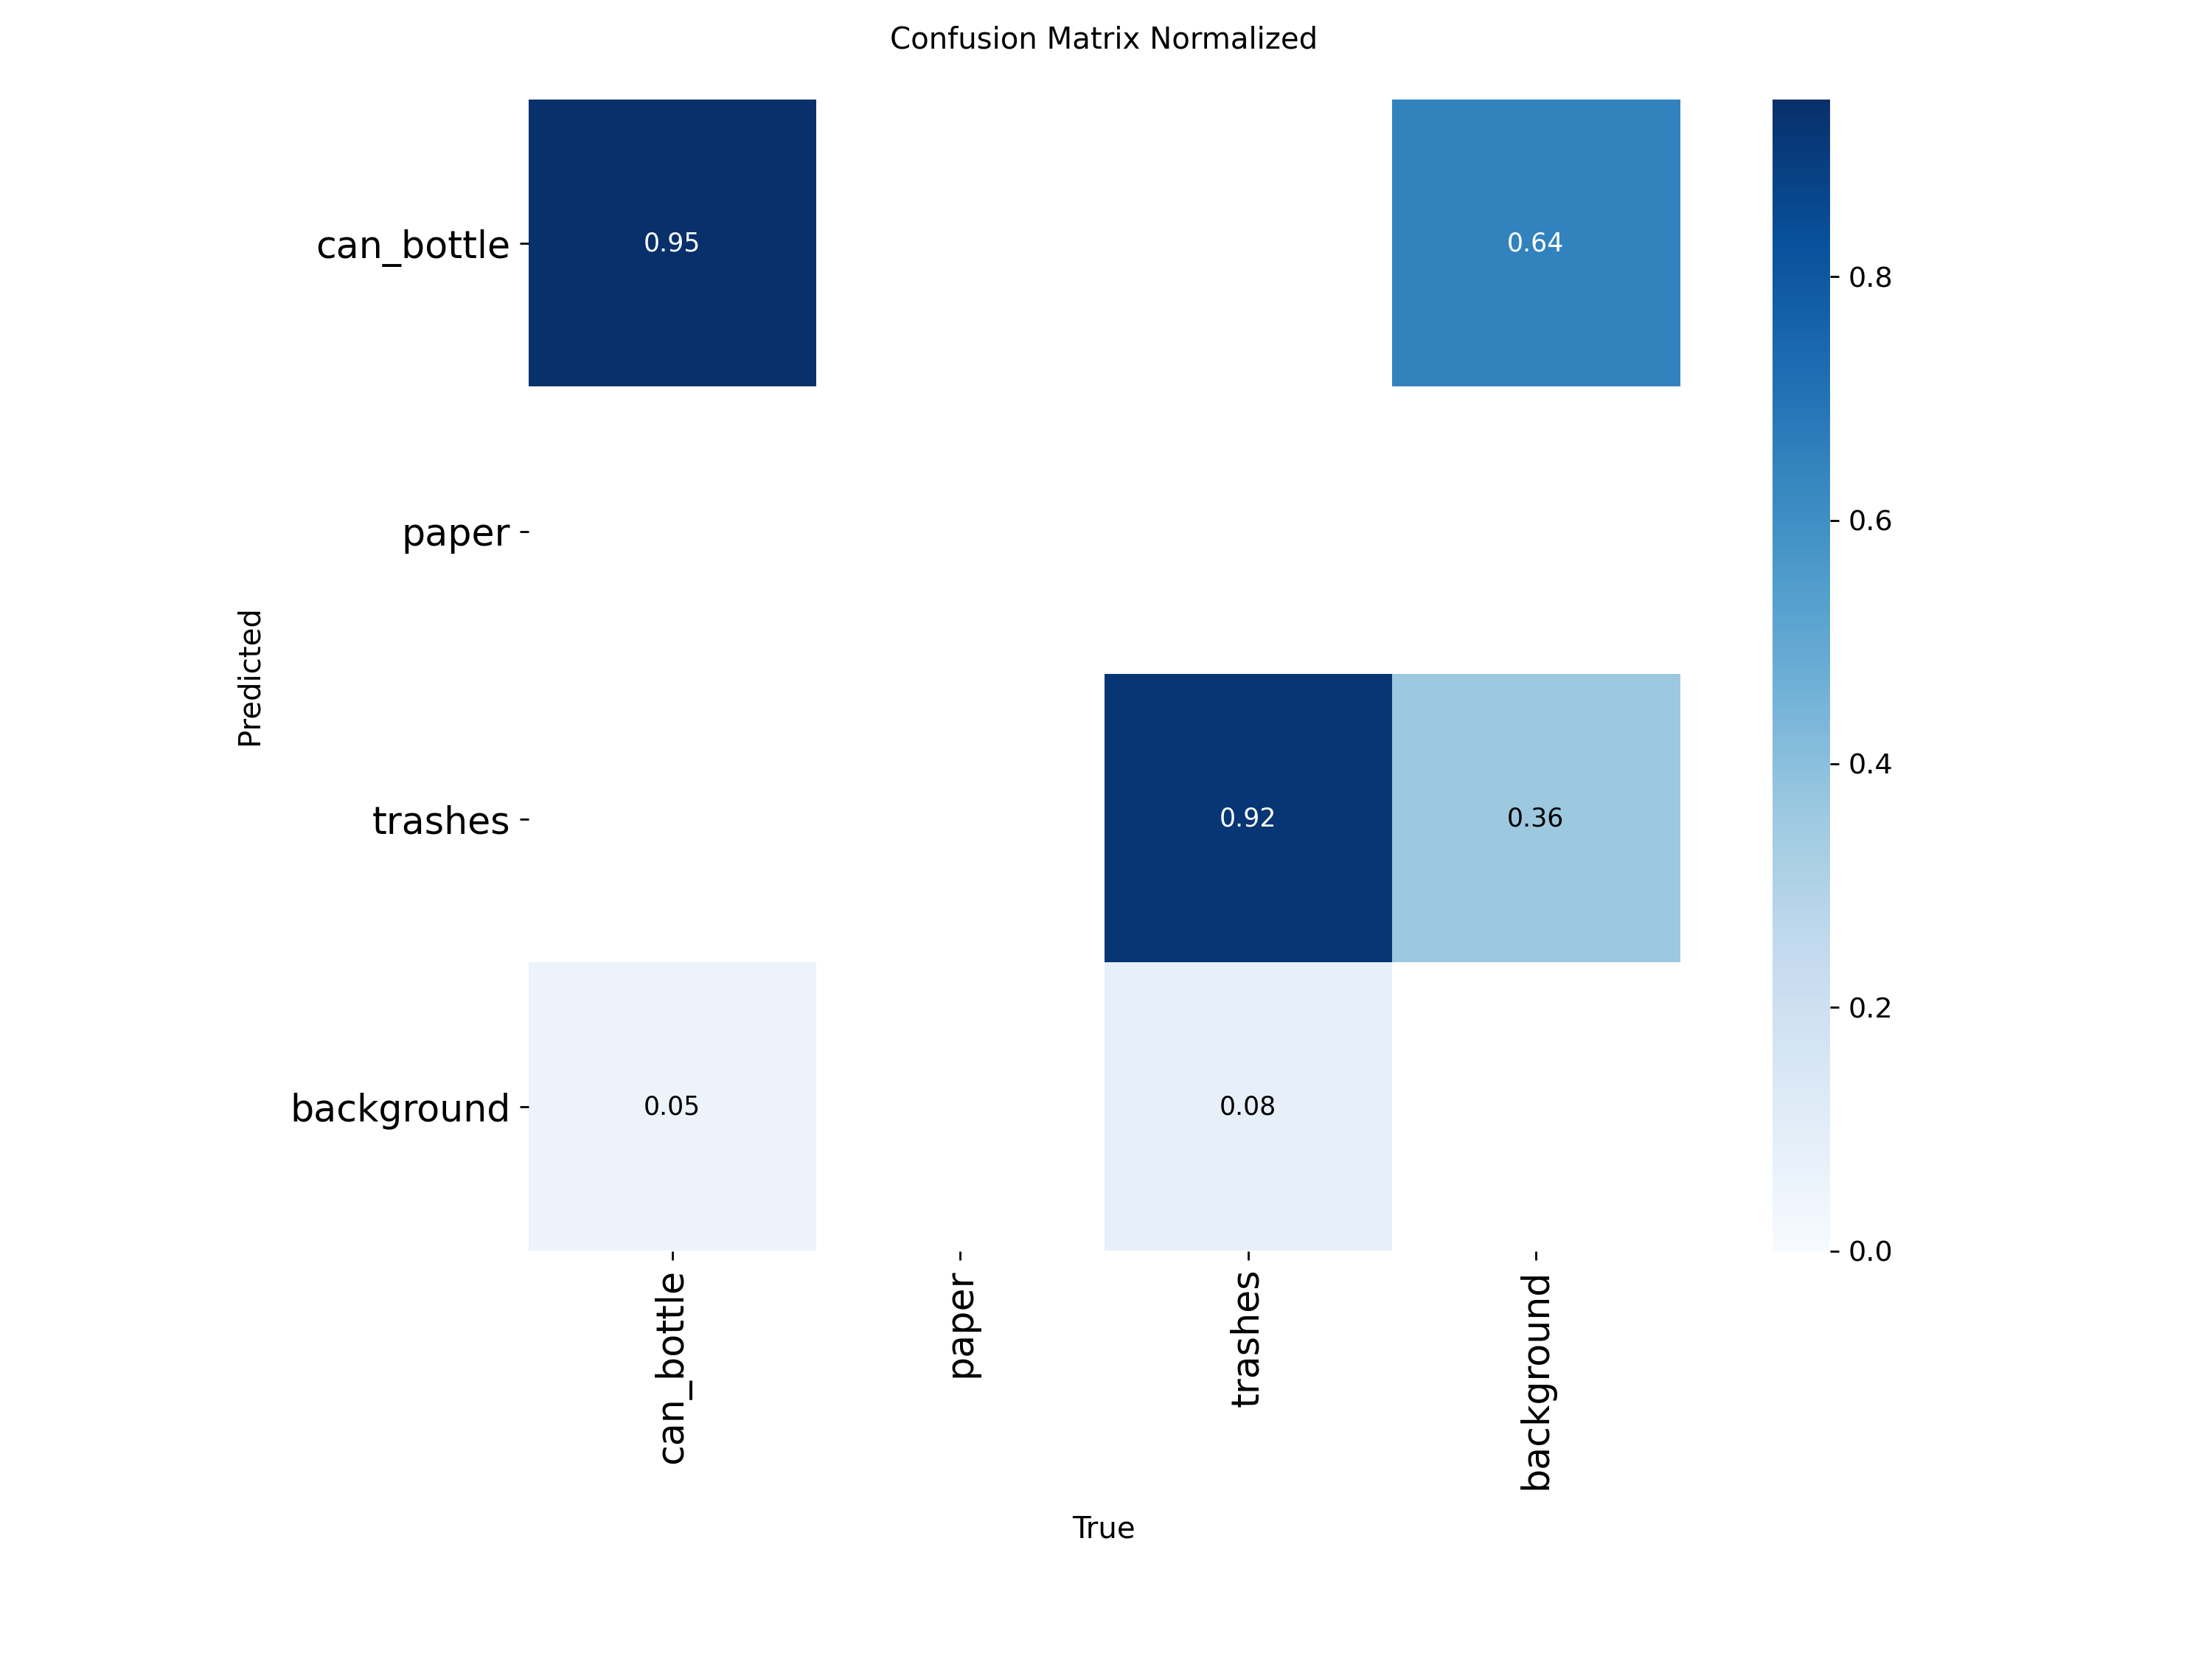 Confusion Matrix Normalized
can_bottle
0.95
0.64
0.8
paper
0.6
Predicted
trashes
0.92
0.36
0.4
background
0.05
0.08
0.2
0.0
can_bottle
paper
trashes
background
True